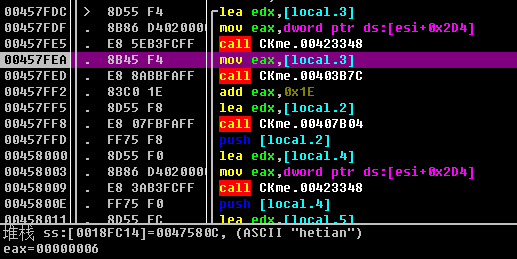 00457FDC > 8D55 F4 lea edx,[local.3]
00457FDF . 8B86 D4020000 mov eax,dword ptr ds:[esi+0x2D4]
00457FE5 . E8 5EB3FCFF call CKme.00423348
00457FEA . 8B45 F4 mov eax,[local.3]
00457FED . E8 8ABBFAFF call CKme.00403B7C
00457FF2 . 83C0 1E add eax,0x1E
00457FF5 . 8D55 F8 lea edx,[local.2]
00457FF8 . E8 07FBFAFF call CKme.00407B04
00457FFD . FF75 F8 push [local.2]
00458000 . 8D55 F0 lea edx,[local.4]
00458003 . 8B86 D4020000 mov eax,dword ptr ds:[esi+0x2D4]
00458009 . E8 3AB3FCFF call CKme.00423348
0045800E . FF75 F0 push [local.4]
00458011 . 8D55 EC lea edx,[local.5]
堆栈 ss:[0018FC14]=0047580C, (ASCII "hetian")
eax=00000006